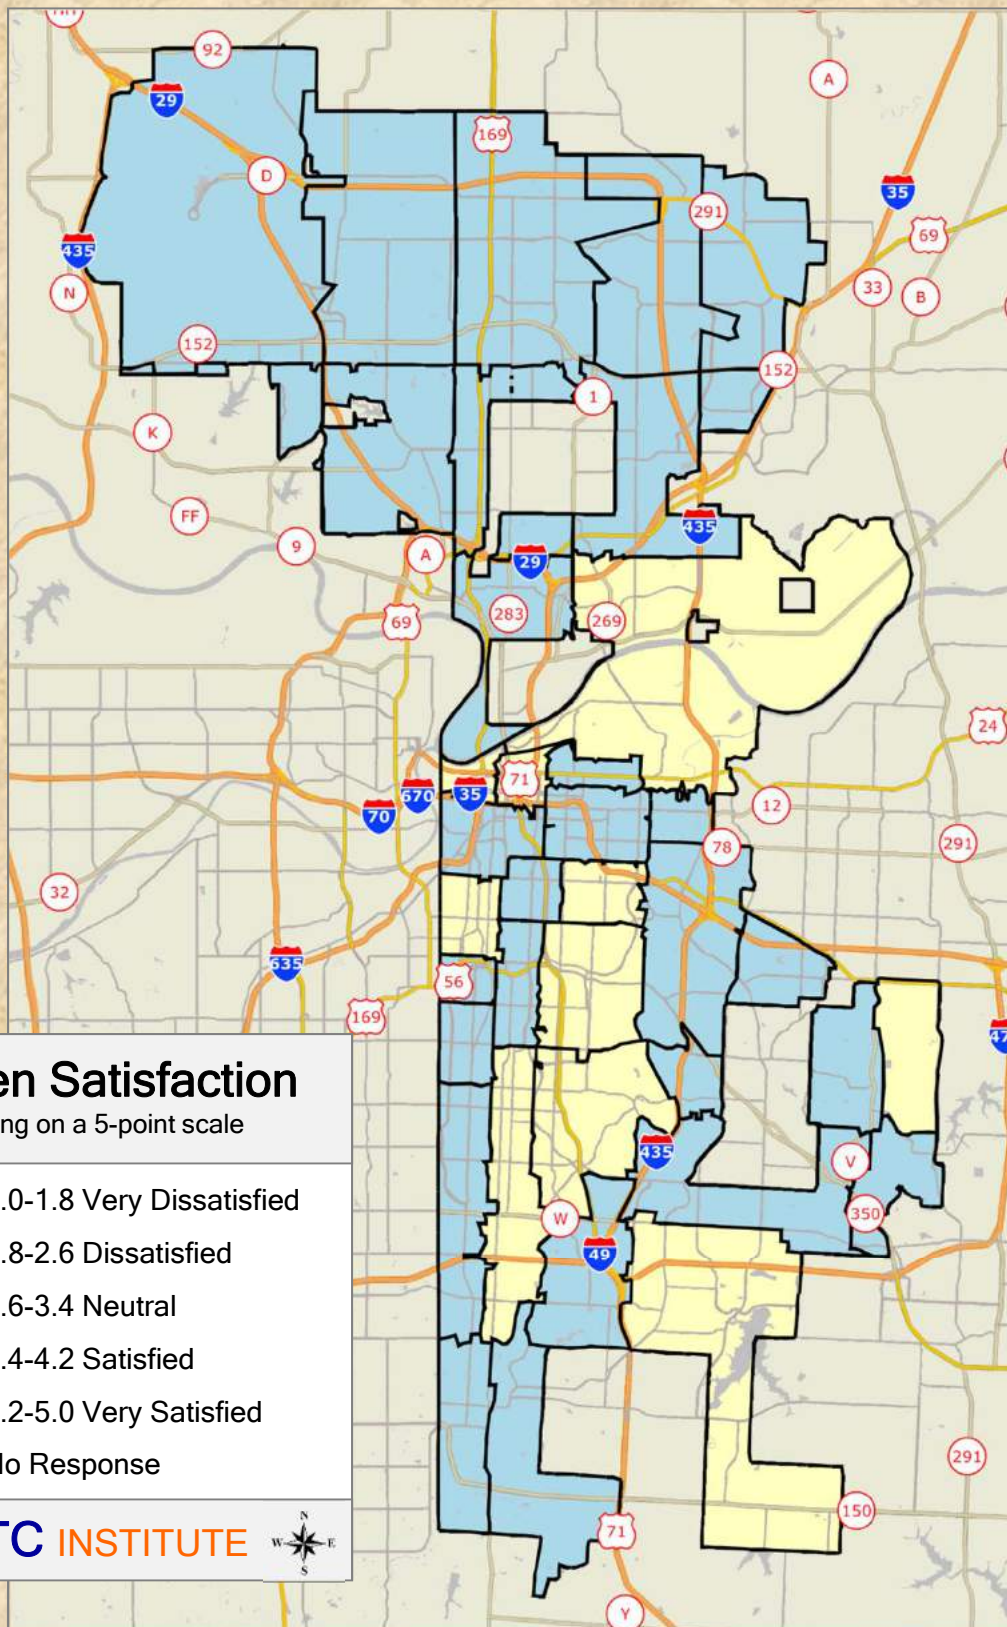 92
29
169
A
D
35
291
69
435
N
33
B
152
152
1
K
FF
435
9
A
29
283
269
69
24
71
670
35
12
70
78
291
32
635
56
169
47
en Satisfaction
ing on a 5-point scale
435
V
.0-1.8 Very Dissatisfied
350
W
.8-2.6 Dissatisfied
49
.6-3.4 Neutral
.4-4.2 Satisfied
.2-5.0 Very Satisfied
No Response
291
150
TC INSTITUTE
N
W E
S
71
Y